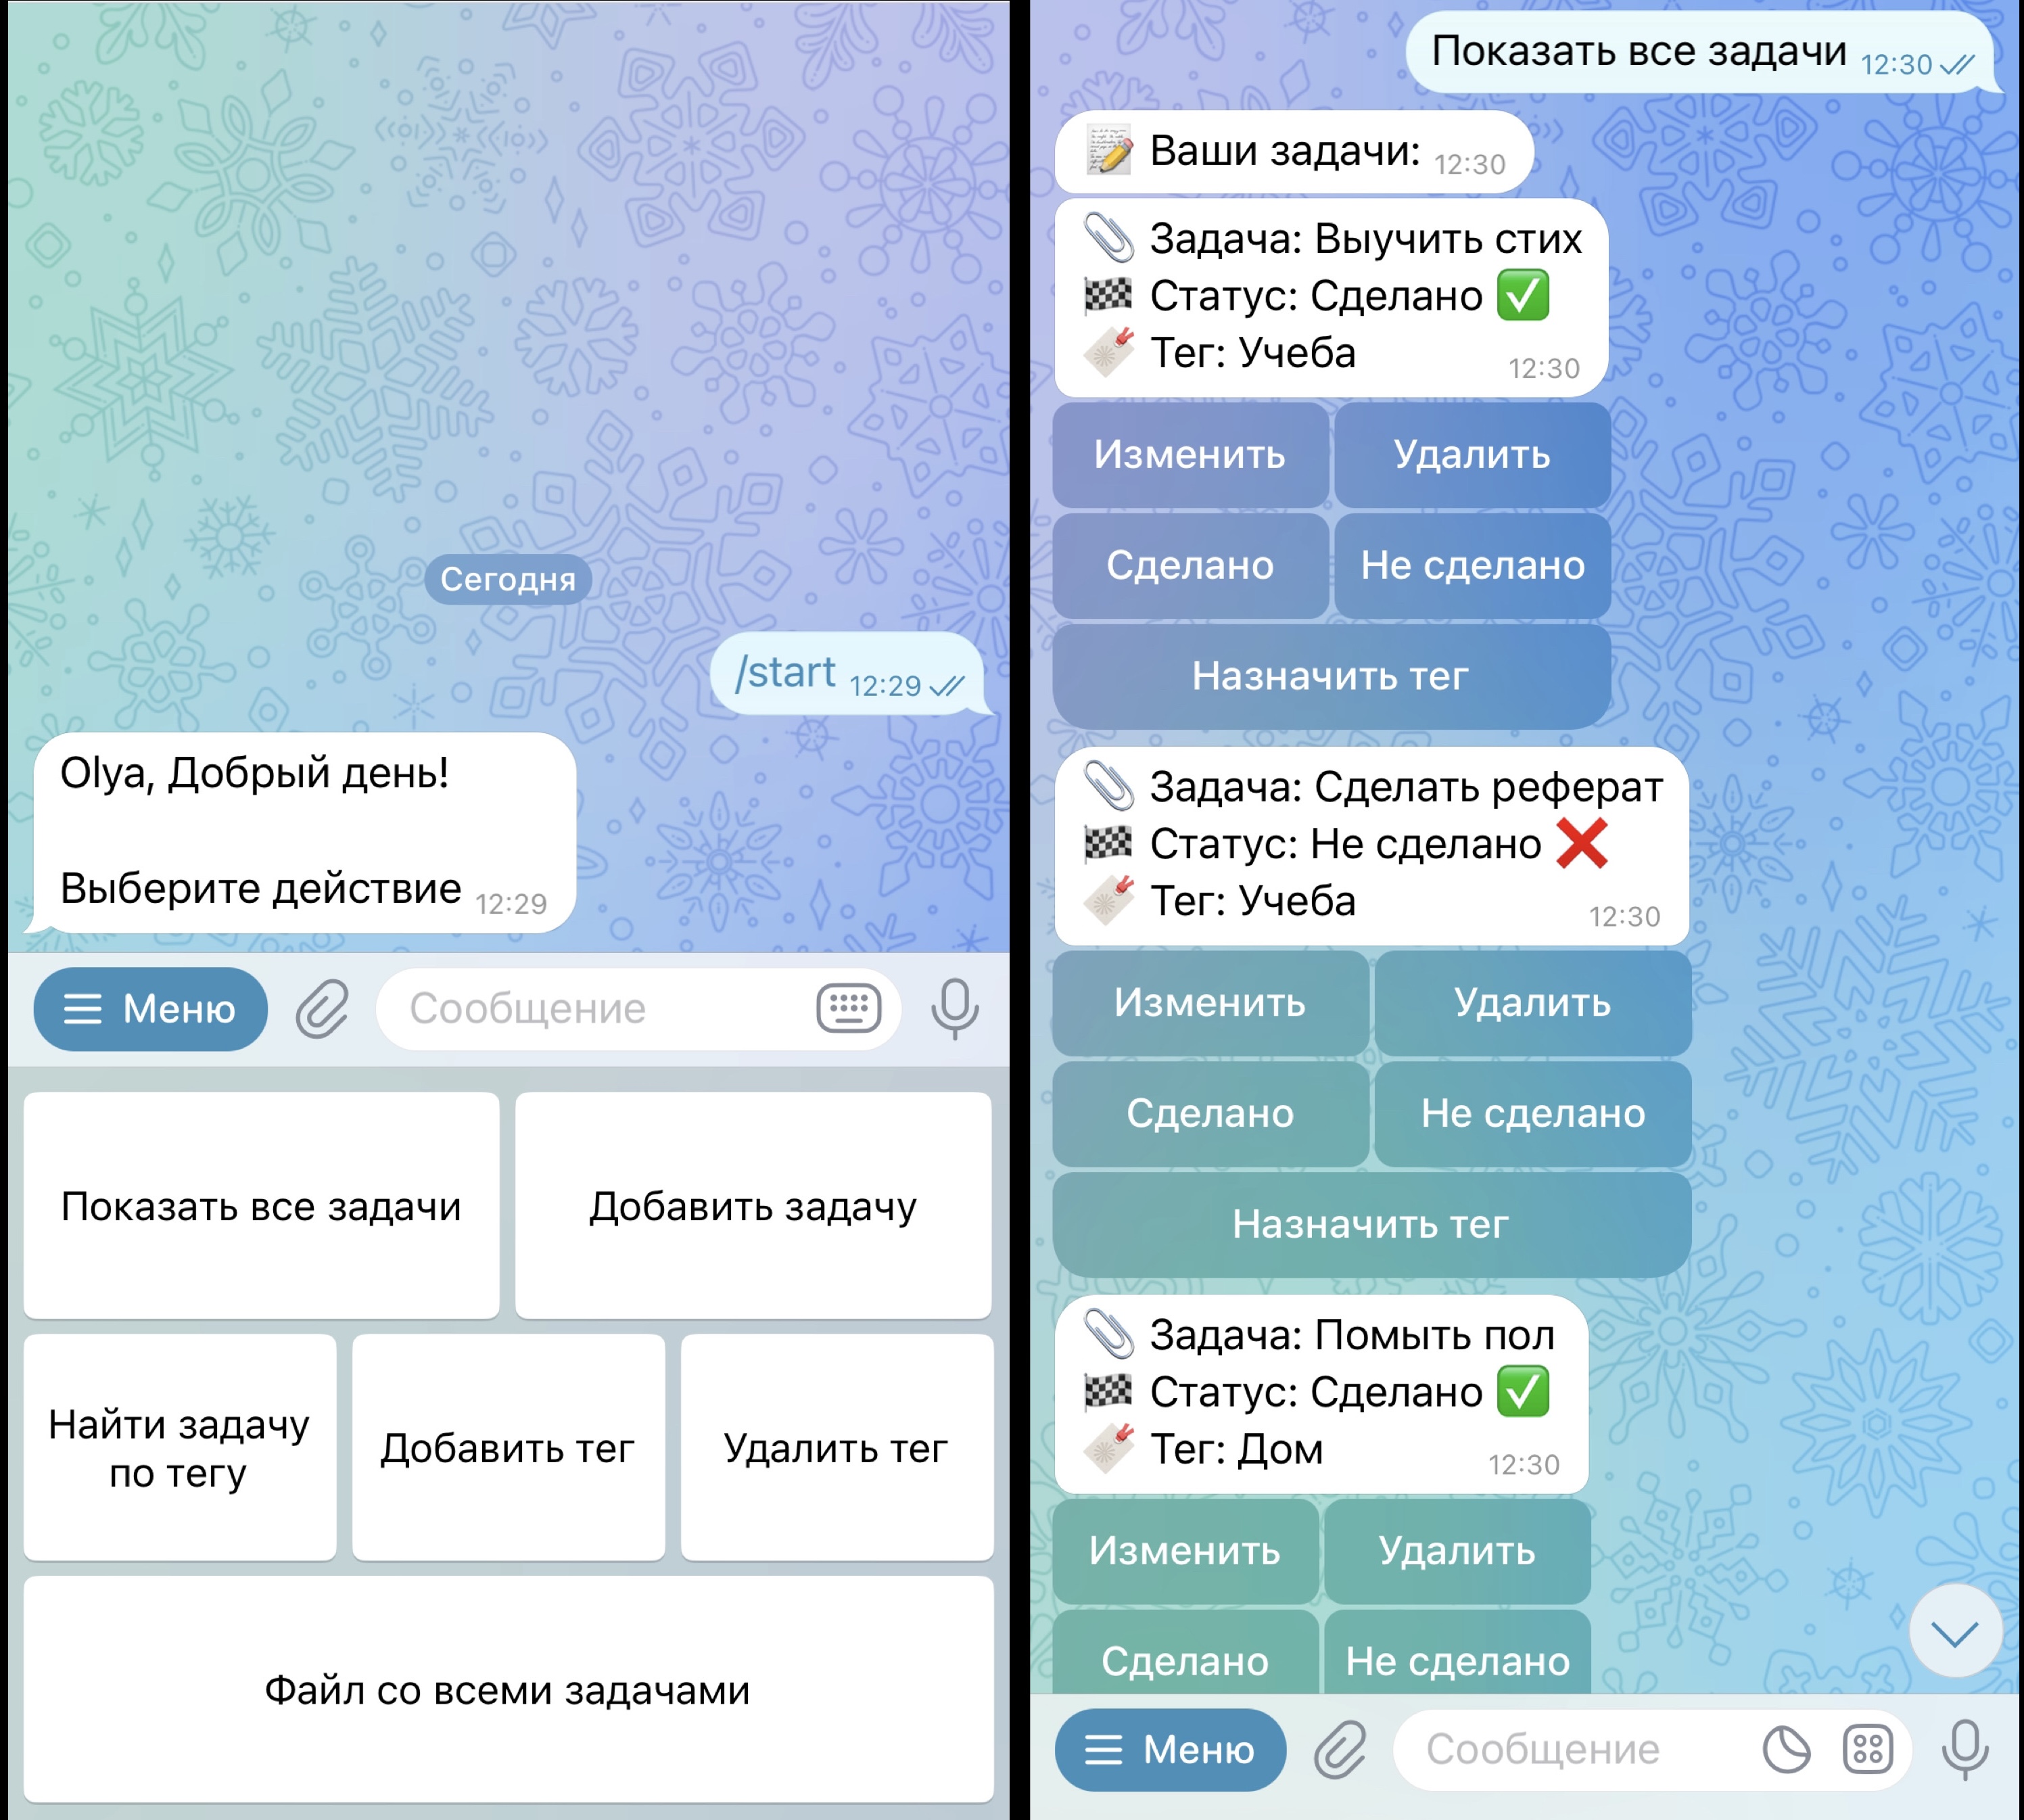 Сегодня
/start 12:29
Olya, Добрый день!
Выберите действие 12:29
Меню
Сообщение
Показать все задачи
Добавить задачу
Найти задачу
по тегу
Добавить тег
Удалить тег
Файл со всеми задачами
Показать все задачи 12:30
Ваши задачи: 12:30
Задача: Выучить стих
Статус: Сделано
Тег: Учеба 12:30
Изменить
Удалить
Сделано
Не сделано
Назначить тег
Задача: Сделать реферат
Статус: Не сделано
Тег: Учеба 12:30
Изменить
Удалить
Сделано
Не сделано
Назначить тег
Задача: Помыть пол
Статус: Сделано
Тег: Дом 12:30
Изменить
Удалить
Сделано
Не сделано
Меню
Сообщение